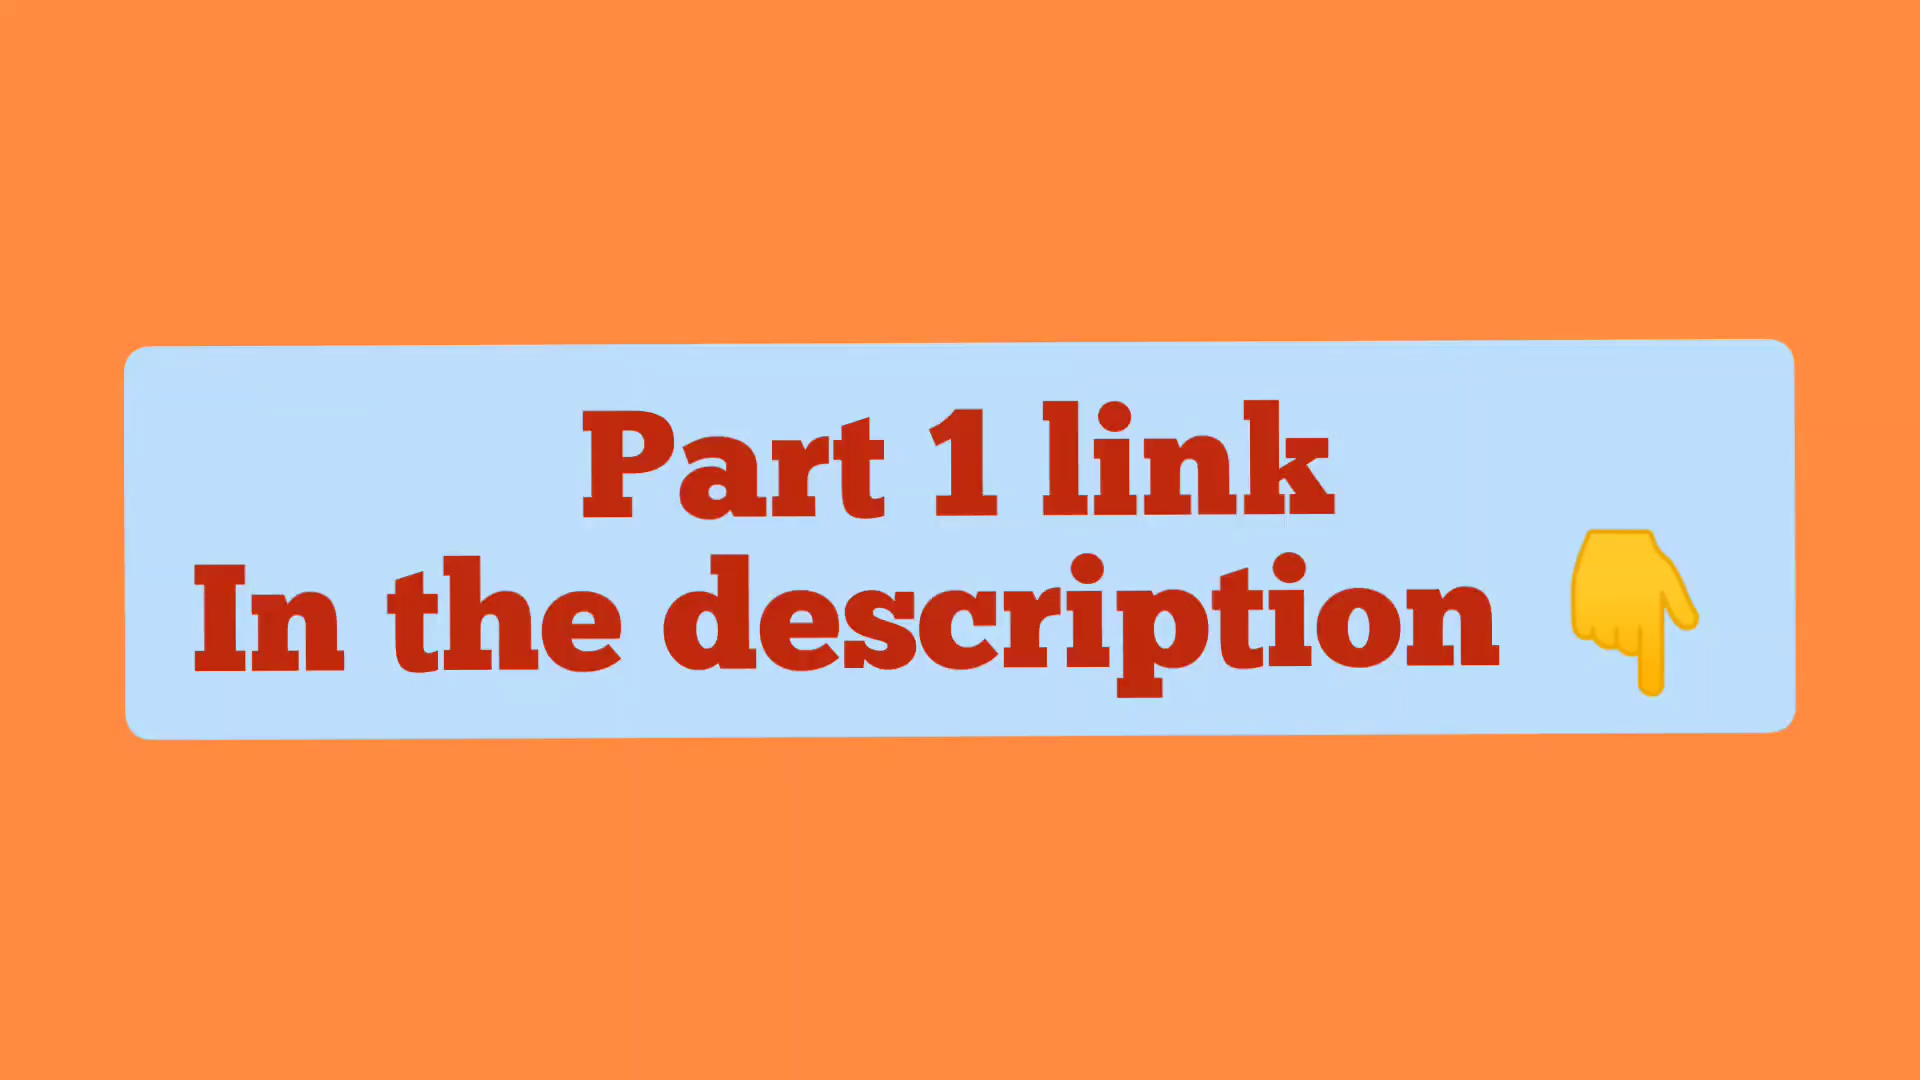 Part 1 link
In the description 👇